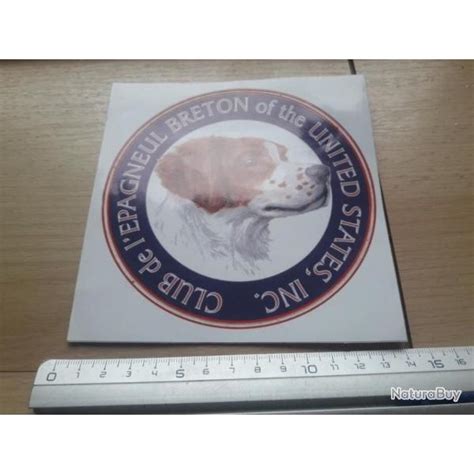 CLUB de l'EPAGNEUL BRETON of the UNITED STATES, INC.
0 1 2 3 4 5 6 7 8 9 10 11 12 13 14 15 16
NaturaBuy